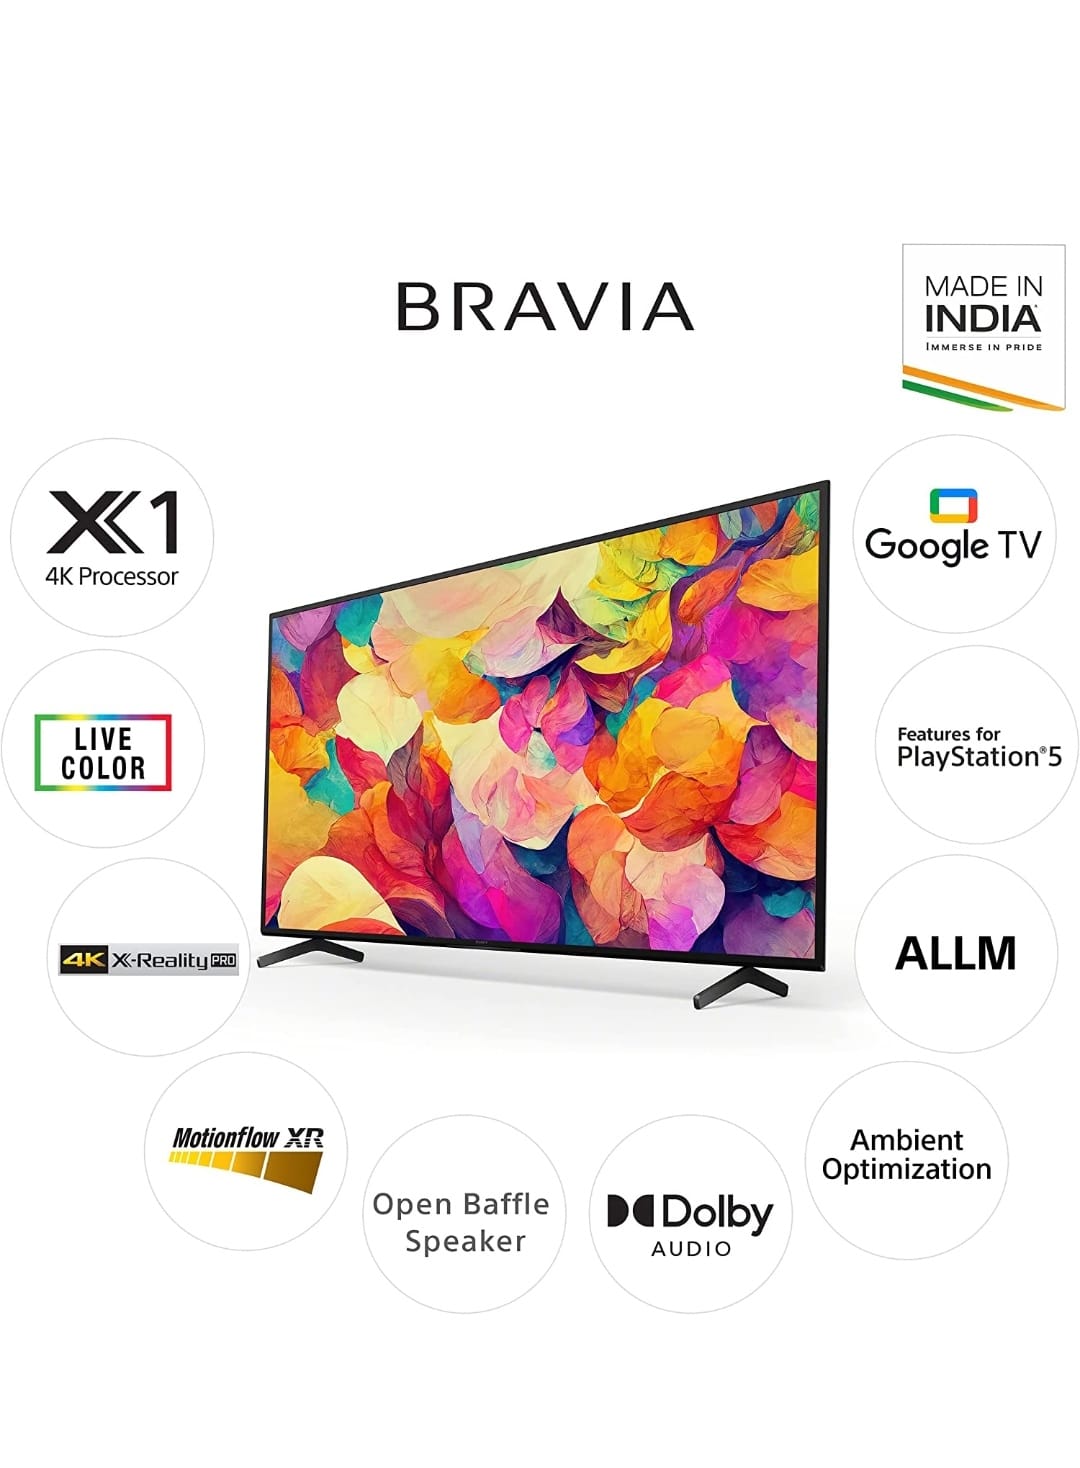 BRAVIA
MADE IN
INDIA
IMMERSE IN PRIDE
X1
4K Processor
Google TV
LIVE
COLOR
Features for
PlayStation®5
4K X-Reality PRO
ALLM
Motionflow XR
Ambient
Optimization
Open Baffle
Speaker
Dolby
AUDIO
SONY